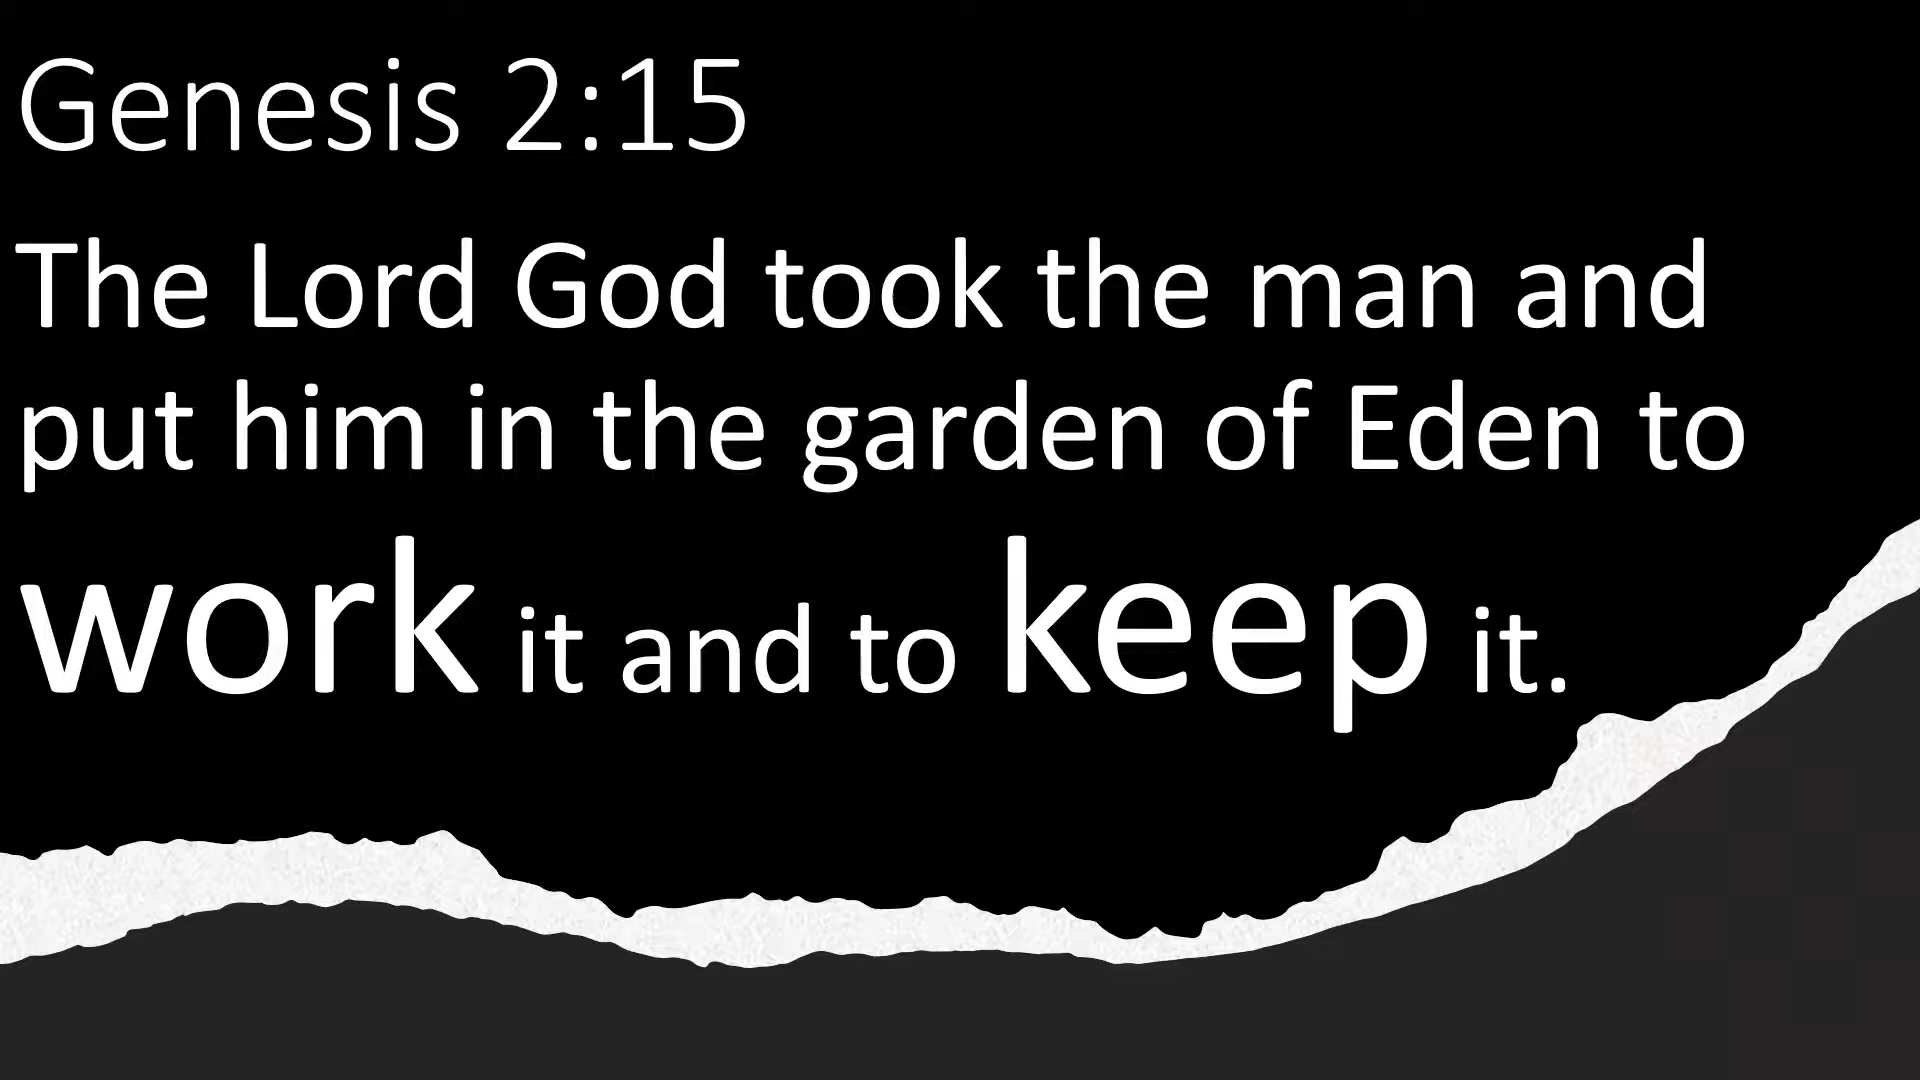 Genesis 2:15
The Lord God took the man and
put him in the garden of Eden to
work it and to keep it.